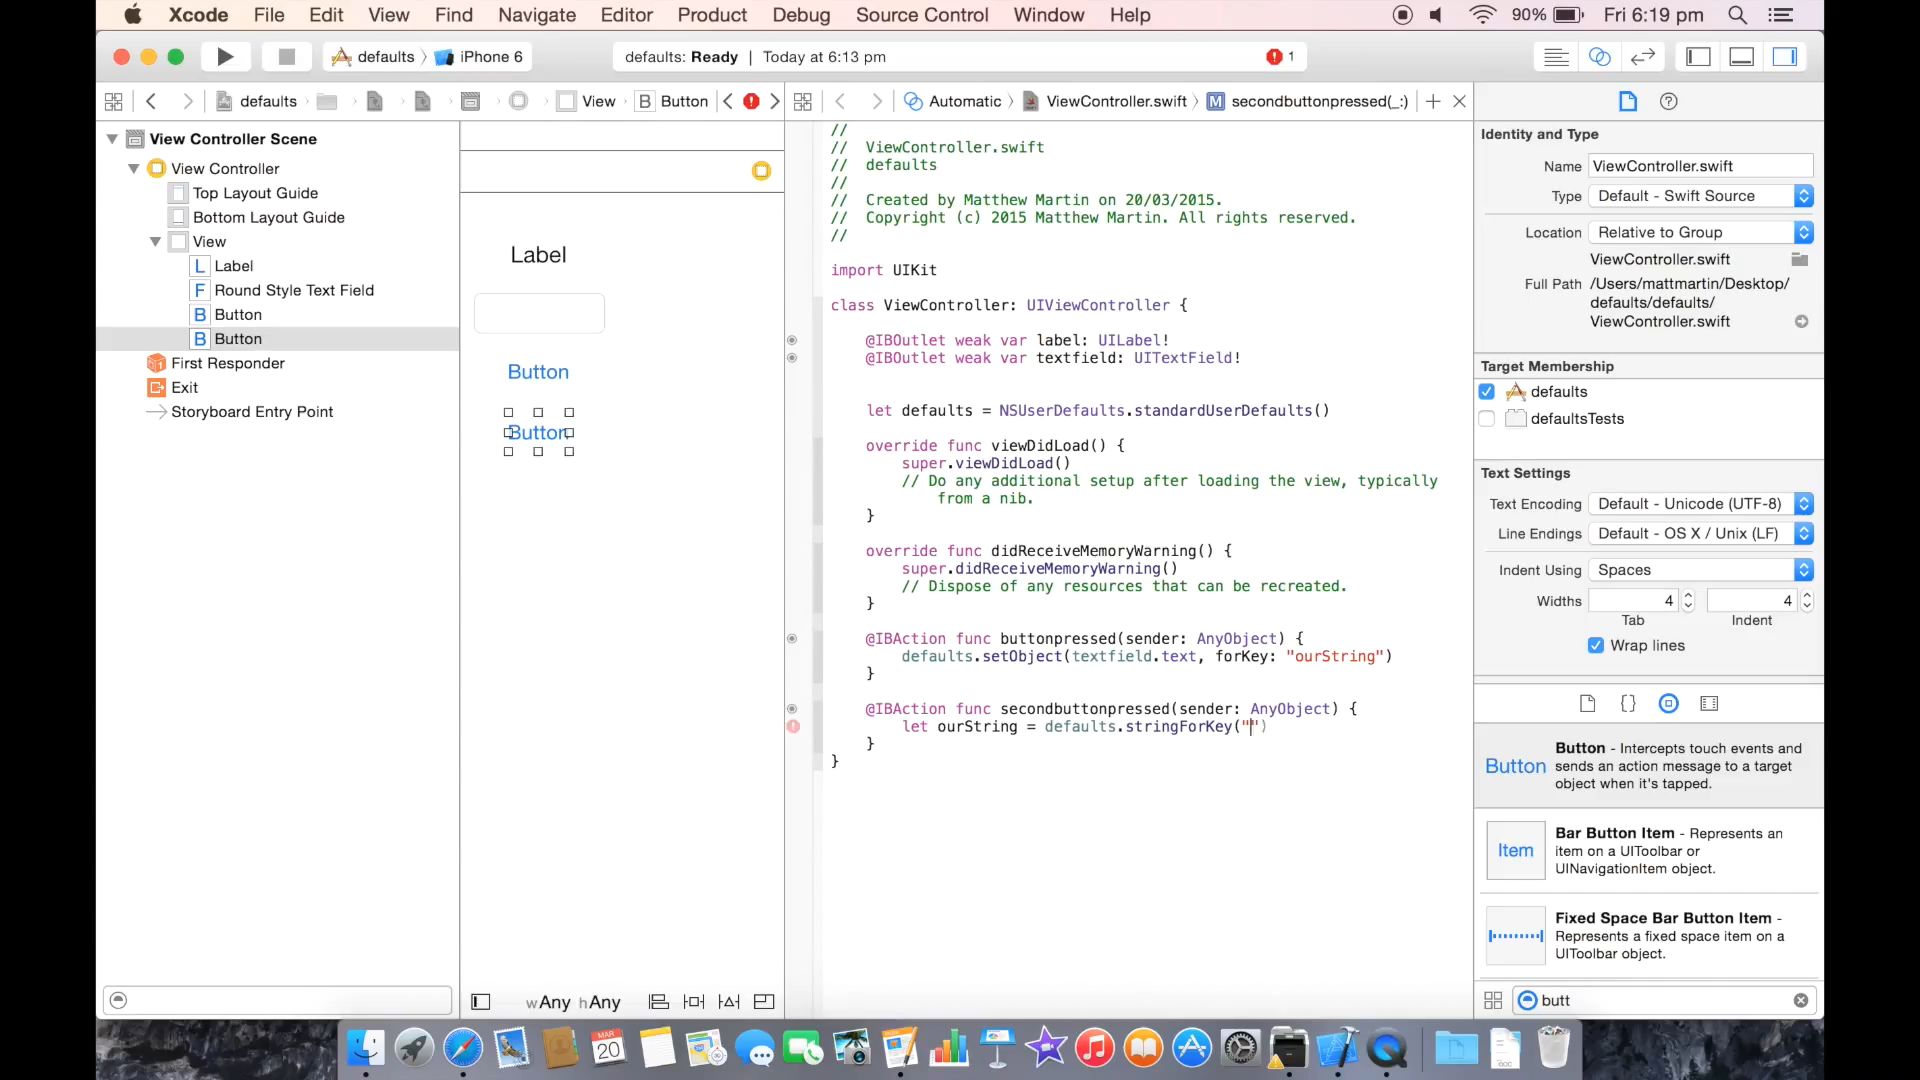 Xcode File Edit View Find Navigate Editor Product Debug Source Control Window Help 90% Fri 6:19 pm
defaults iPhone 6 defaults: Ready | Today at 6:13 pm 1
defaults View B Button Automatic ViewController.swift M secondbuttonpressed(_:)
View Controller Scene
View Controller
Top Layout Guide
Bottom Layout Guide
View
L Label
F Round Style Text Field
B Button
B Button
First Responder
Exit
Storyboard Entry Point
Label
Button
Button
wAny hAny
//
// ViewController.swift
// defaults
//
// Created by Matthew Martin on 20/03/2015.
// Copyright (c) 2015 Matthew Martin. All rights reserved.
//
import UIKit
class ViewController: UIViewController {
@IBOutlet weak var label: UILabel!
@IBOutlet weak var textfield: UITextField!
let defaults = NSUserDefaults.standardUserDefaults()
override func viewDidLoad() {
super.viewDidLoad()
// Do any additional setup after loading the view, typically
from a nib.
}
override func didReceiveMemoryWarning() {
super.didReceiveMemoryWarning()
// Dispose of any resources that can be recreated.
}
@IBAction func buttonpressed(sender: AnyObject) {
defaults.setObject(textfield.text, forKey: "ourString")
}
@IBAction func secondbuttonpressed(sender: AnyObject) {
let ourString = defaults.stringForKey("")
}
}
Identity and Type
Name ViewController.swift
Type Default - Swift Source
Location Relative to Group
ViewController.swift
Full Path /Users/mattmartin/Desktop/
defaults/defaults/
ViewController.swift
Target Membership
defaults
defaultsTests
Text Settings
Text Encoding Default - Unicode (UTF-8)
Line Endings Default - OS X / Unix (LF)
Indent Using Spaces
Widths 4 4
Tab Indent
Wrap lines
Button
Button - Intercepts touch events and
sends an action message to a target
object when it's tapped.
Item
Bar Button Item - Represents an
item on a UIToolbar or
UINavigationItem object.
Fixed Space Bar Button Item -
Represents a fixed space item on a
UIToolbar object.
butt
MAR
20